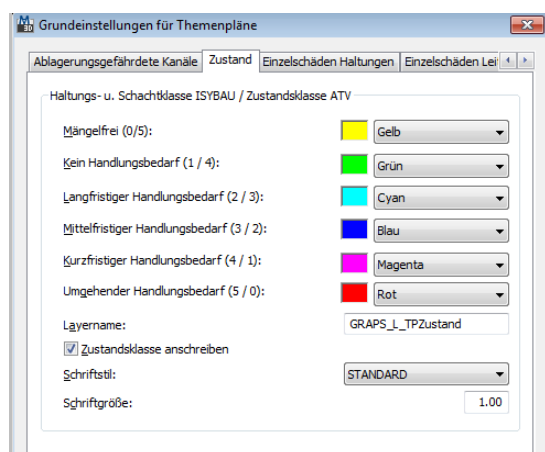 Grundeinstellungen für Themenpläne
Ablagerungsgefährdete Kanäle Zustand Einzelschäden Haltungen Einzelschäden Lei
Haltungs- u. Schachtklasse ISYBAU / Zustandsklasse ATV
Mängelfrei (0/5): Gelb
Kein Handlungsbedarf (1 / 4): Grün
Langfristiger Handlungsbedarf (2 / 3): Cyan
Mittelfristiger Handlungsbedarf (3 / 2): Blau
Kurzfristiger Handlungsbedarf (4 / 1): Magenta
Umgehender Handlungsbedarf (5 / 0): Rot
Layername: GRAPS_L_TPZustand
Zustandsklasse anschreiben
Schriftstil: STANDARD
Schriftgröße: 1.00